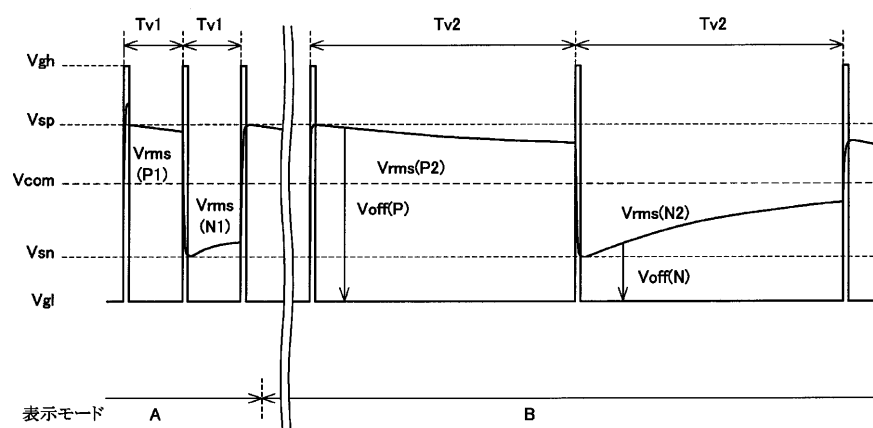 Tv1
Tv1
Tv2
Tv2
Vgh
Vsp
Vrms
(P1)
Vrms(P2)
Vcom
Vrms
(N1)
Voff(P)
Vrms(N2)
Vsn
Voff(N)
Vgl
表示モード
A
B